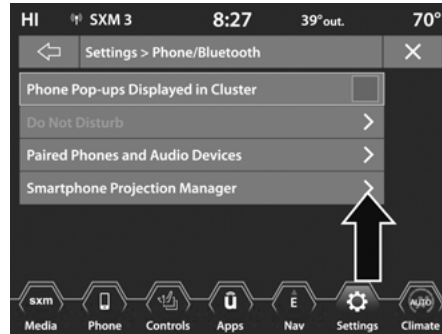 HI SXM 3 8:27 39°out. 70°
Settings > Phone/Bluetooth
Phone Pop-ups Displayed in Cluster
Do Not Disturb
Paired Phones and Audio Devices
Smartphone Projection Manager
sxm û E AUTO
Media Phone Controls Apps Nav Settings Climate